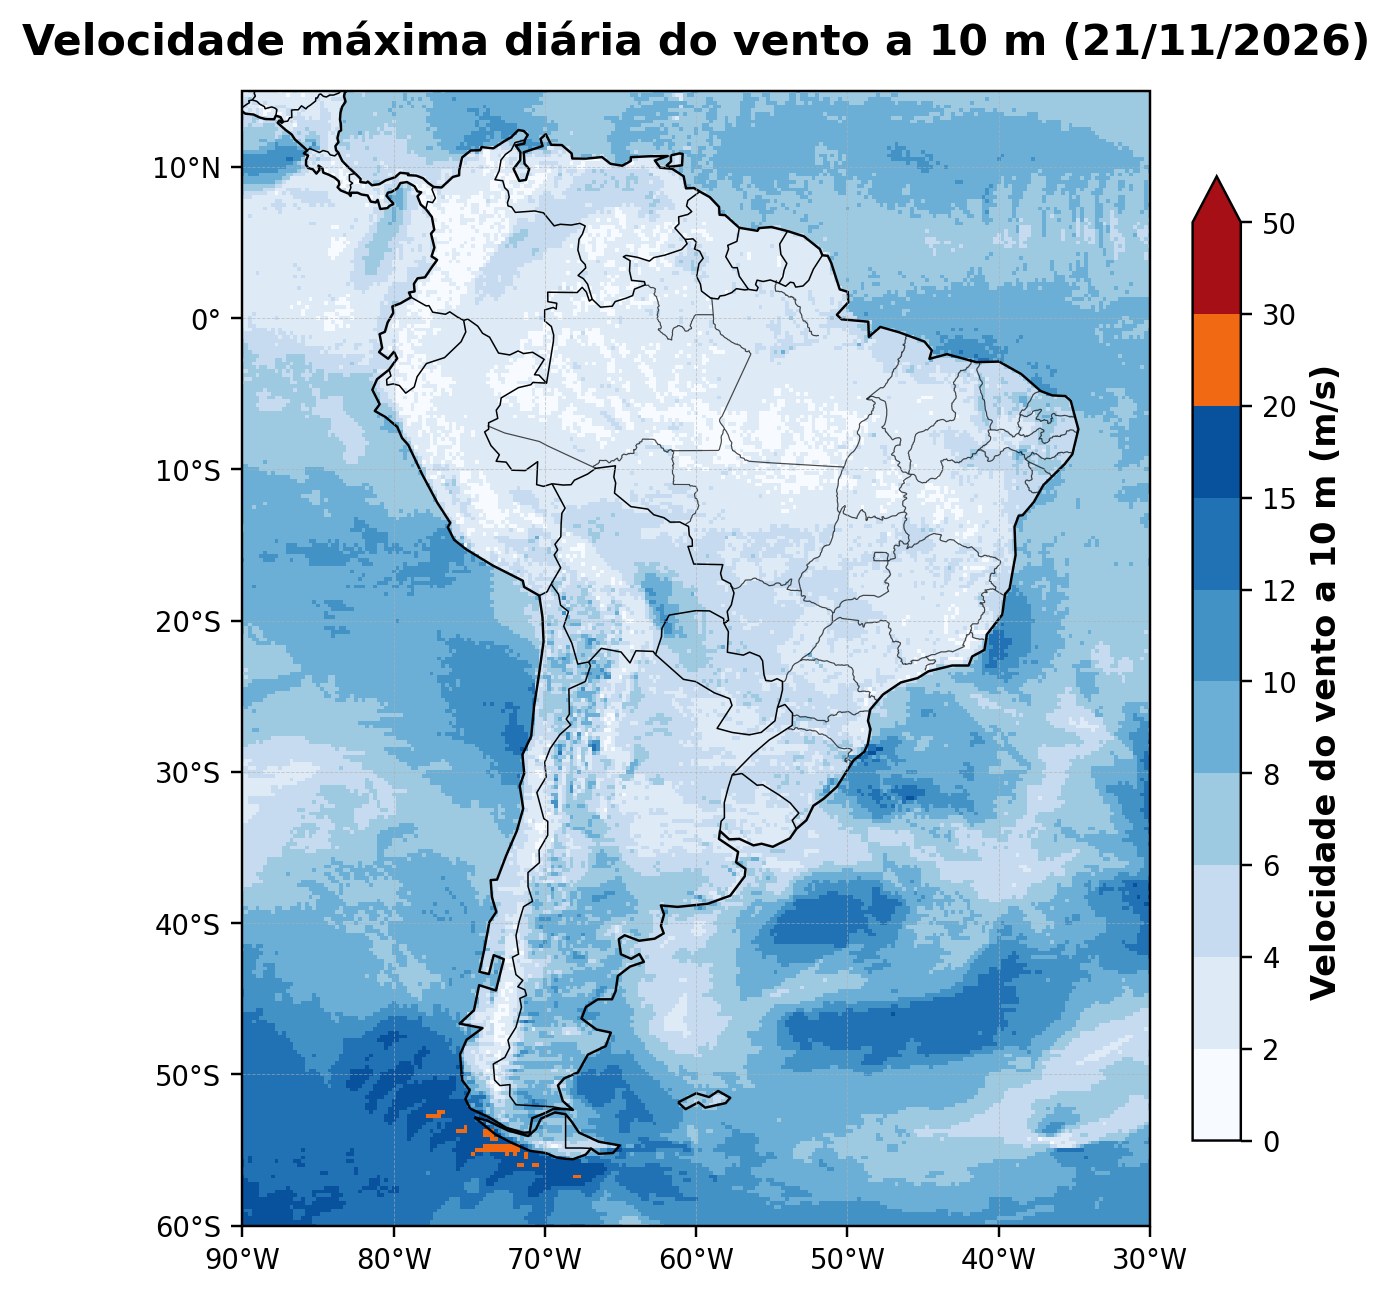 Velocidade máxima diária do vento a 10 m (21/11/2026)
10°N
0°
10°S
20°S
30°S
40°S
50°S
60°S
90°W
80°W
70°W
60°W
50°W
40°W
30°W
50
30
20
15
12
10
8
6
4
2
0
Velocidade do vento a 10 m (m/s)